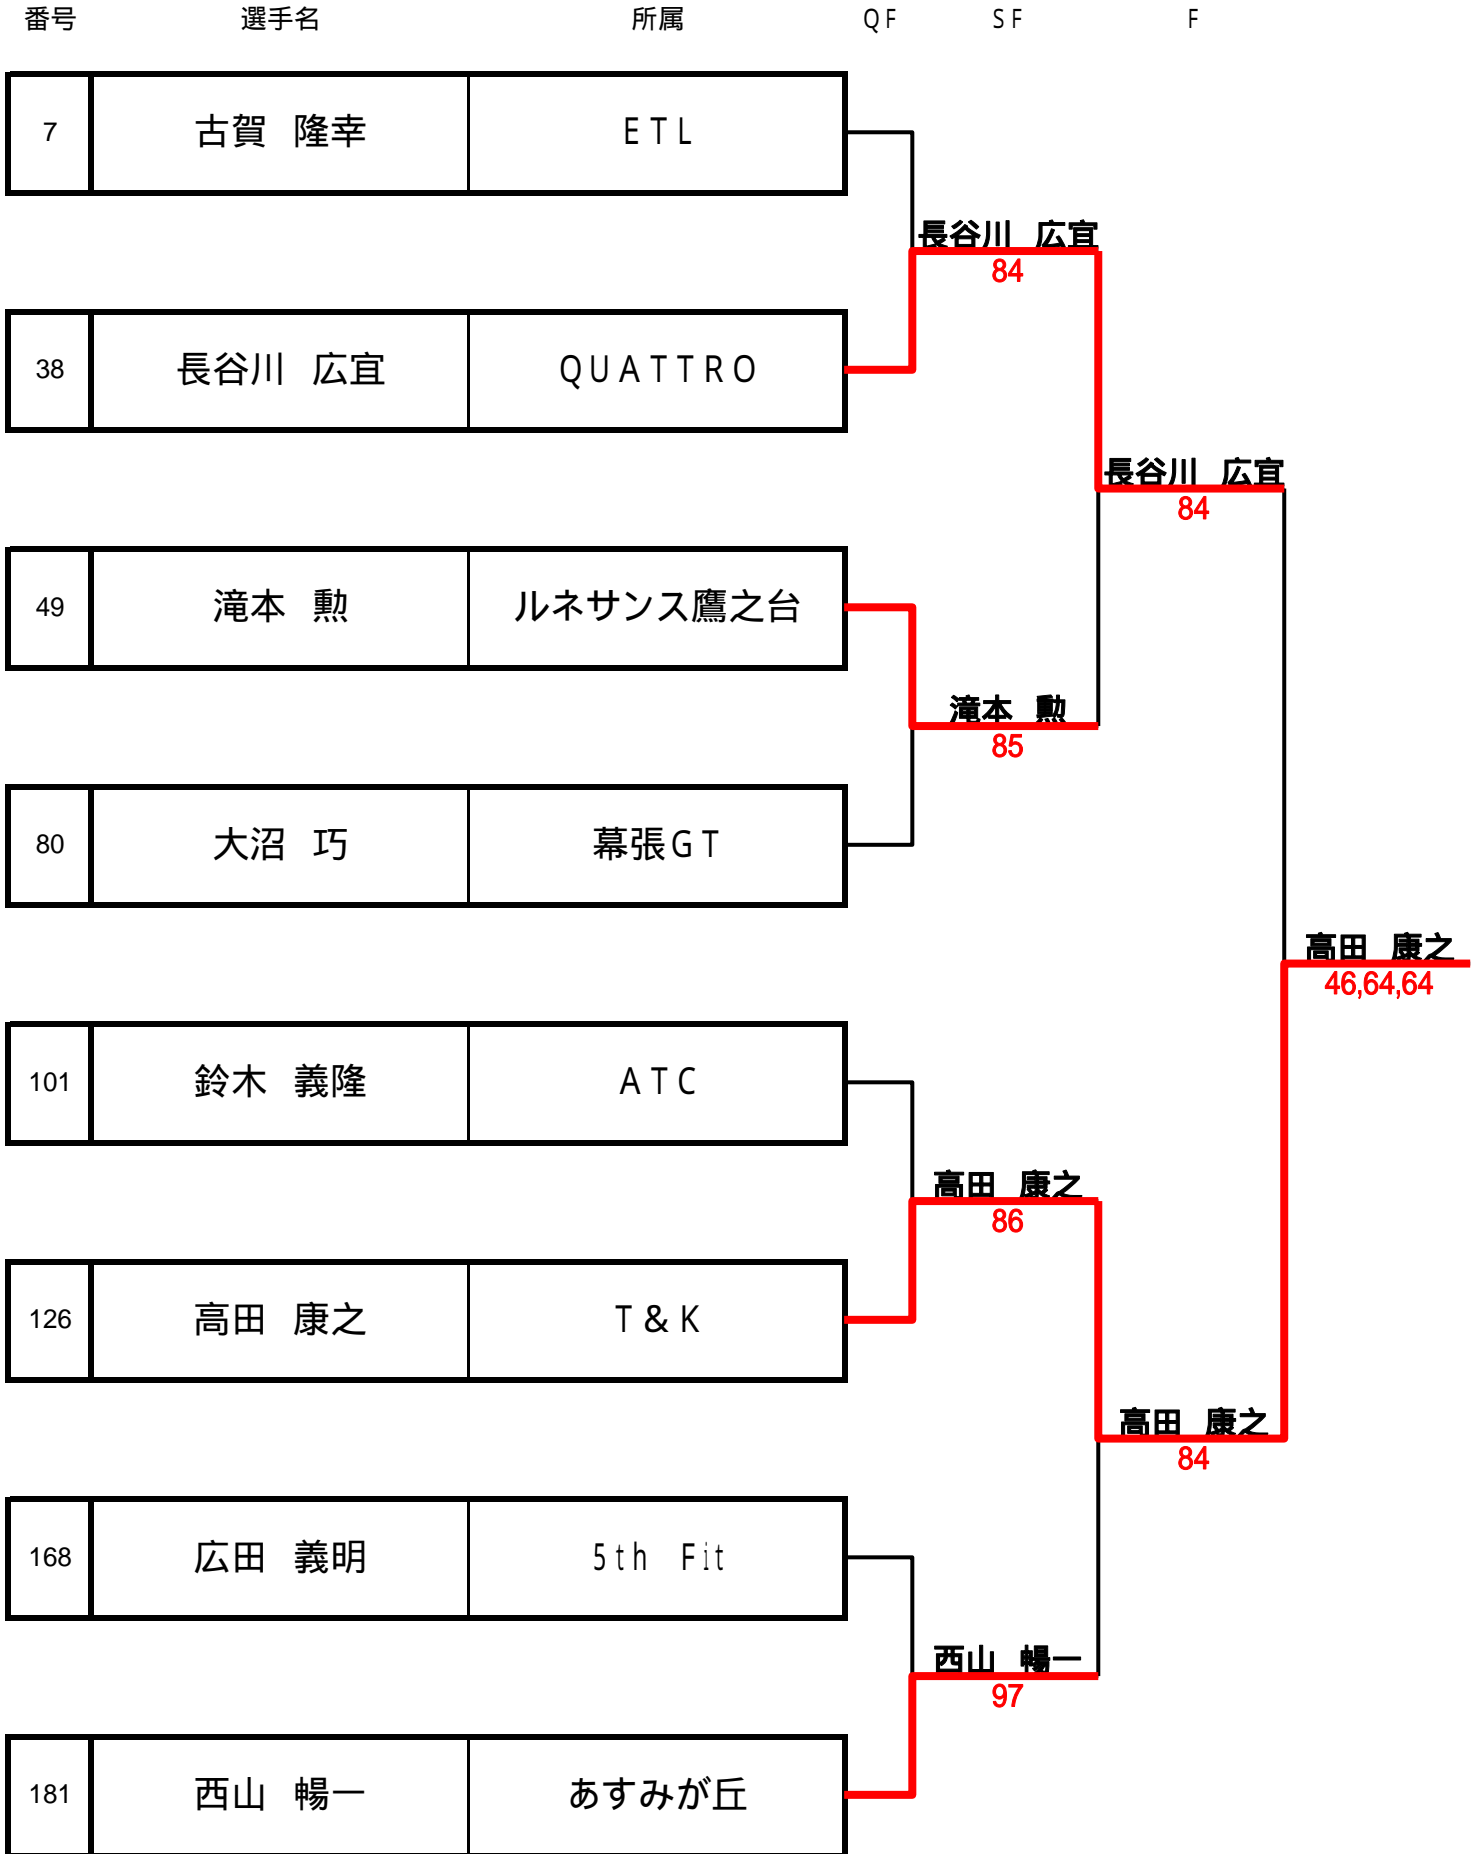 番号 選手名 所属 QF SF F
7 古賀 隆幸 ETL
長谷川 広宜
84
38 長谷川 広宜 QUATTRO
長谷川 広宜
84
49 滝本 勲 ルネサンス鷹之台
滝本 勲
85
80 大沼 巧 幕張GT
高田 康之
46,64,64
101 鈴木 義隆 ATC
高田 康之
86
126 高田 康之 T&K
高田 康之
84
168 広田 義明 5th Fit
西山 暢一
97
181 西山 暢一 あすみが丘